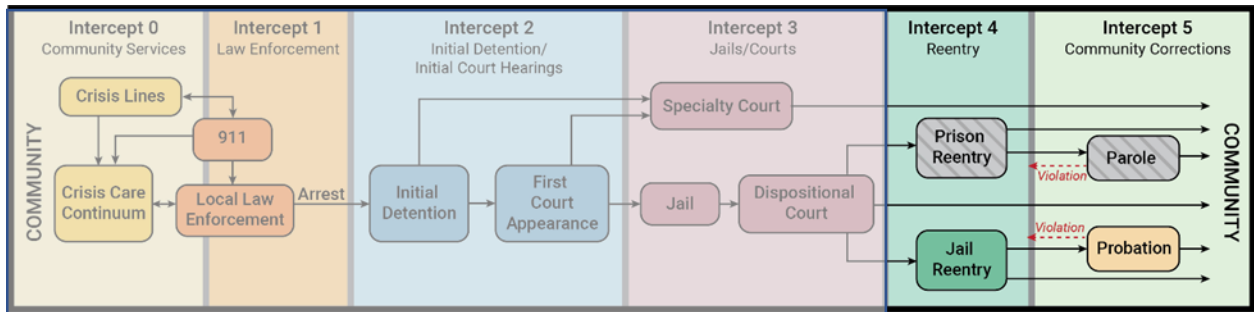 Intercept 0
Community Services
Intercept 1
Law Enforcement
Intercept 2
Initial Detention/
Initial Court Hearings
Intercept 3
Jails/Courts
Intercept 4
Reentry
Intercept 5
Community Corrections
COMMUNITY
Crisis Lines
911
Crisis Care
Continuum
Local Law
Enforcement
Arrest
Initial
Detention
First
Court
Appearance
Specialty Court
Jail
Dispositional
Court
Prison
Reentry
Violation
Parole
Jail
Reentry
Violation
Probation
COMMUNITY